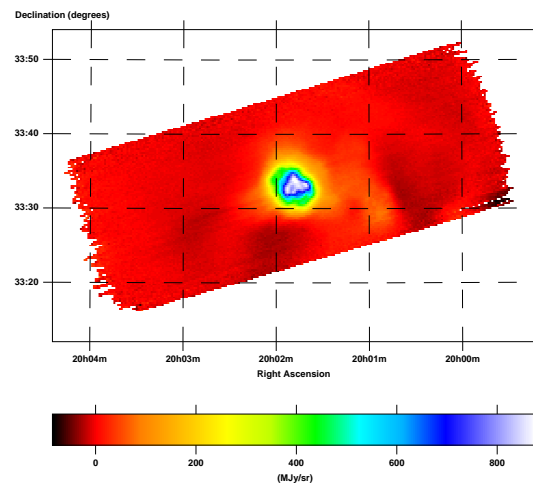 Declination (degrees)
33:50
33:40
33:30
33:20
20h04m 20h03m 20h02m 20h01m 20h00m
Right Ascension
0 200 400 600 800
(MJy/sr)